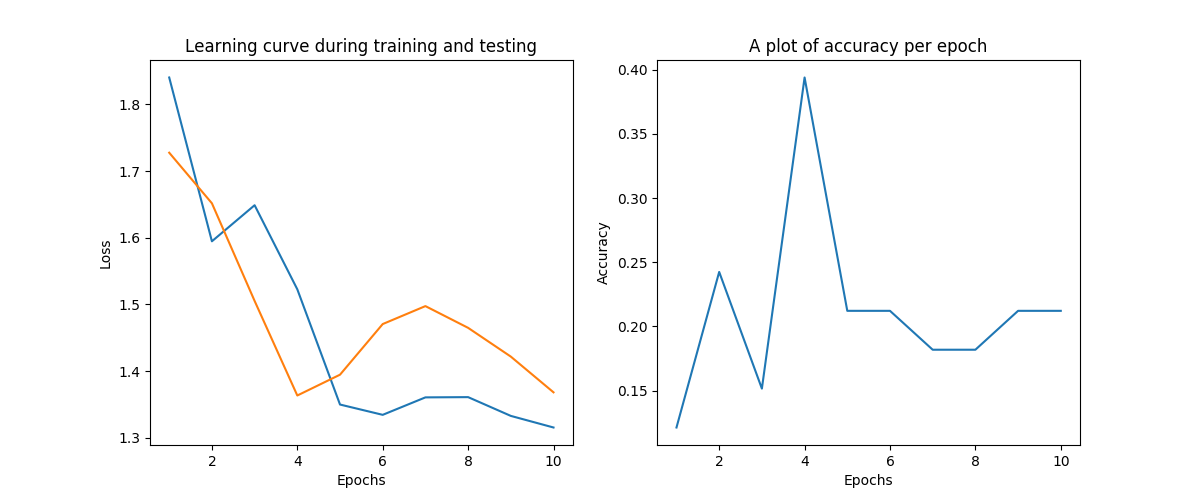 Learning curve during training and testing
1.8
1.7
1.6
1.5
1.4
1.3
Loss
2 4 6 8 10
Epochs
A plot of accuracy per epoch
0.40
0.35
0.30
0.25
0.20
0.15
Accuracy
2 4 6 8 10
Epochs